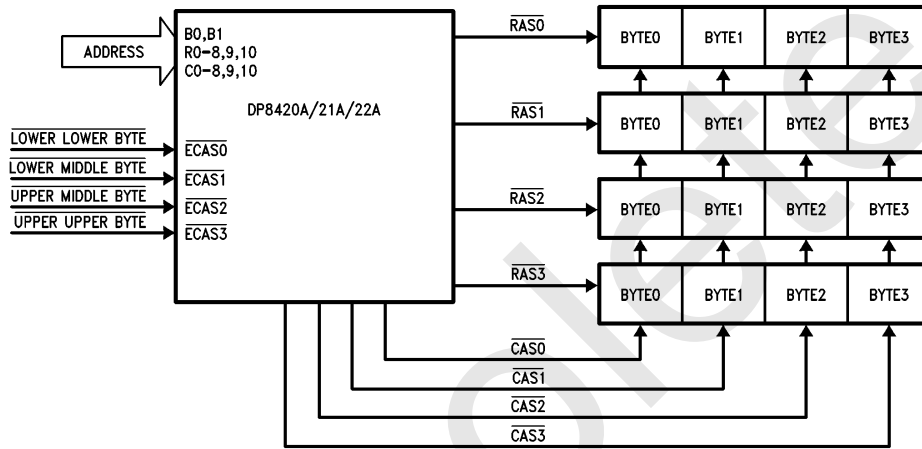 ADDRESS
B0,B1
R0-8,9,10
C0-8,9,10
DP8420A/21A/22A
LOWER LOWER BYTE
ECAS0
LOWER MIDDLE BYTE
ECAS1
UPPER MIDDLE BYTE
ECAS2
UPPER UPPER BYTE
ECAS3
RAS0
BYTE0 BYTE1 BYTE2 BYTE3
RAS1
BYTE0 BYTE1 BYTE2 BYTE3
RAS2
BYTE0 BYTE1 BYTE2 BYTE3
RAS3
BYTE0 BYTE1 BYTE2 BYTE3
CAS0
CAS1
CAS2
CAS3
olete